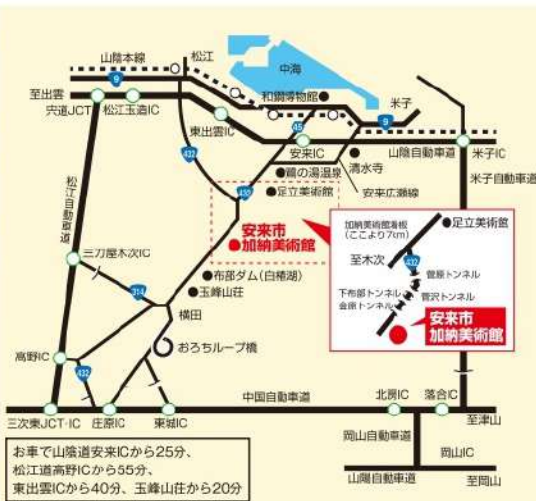 山陰本線
松江
中海
9
和鋼博物館
米子
至出雲
宍道JCT
松江玉造IC
東出雲IC
45
9
安来IC
山陰自動車道
米子IC
432
鷺の湯温泉
清水寺
足立美術館
安来広瀬線
米子自動車道
432
松江自動車道
安来市
加納美術館
加納美術館看板
(ここより7km)
足立美術館
至木次
432
菅原トンネル
下布部トンネル
菅沢トンネル
金原トンネル
安来市
加納美術館
三刀屋木次IC
布部ダム(白椿湖)
玉峰山荘
314
横田
おろちループ橋
高野IC
432
中国自動車道
北房IC
落合IC
三次東JCT・IC
庄原IC
東城IC
至津山
岡山自動車道
岡山IC
山陽自動車道
至岡山
お車で山陰道安来ICから25分、
松江道高野ICから55分、
東出雲ICから40分、玉峰山荘から20分